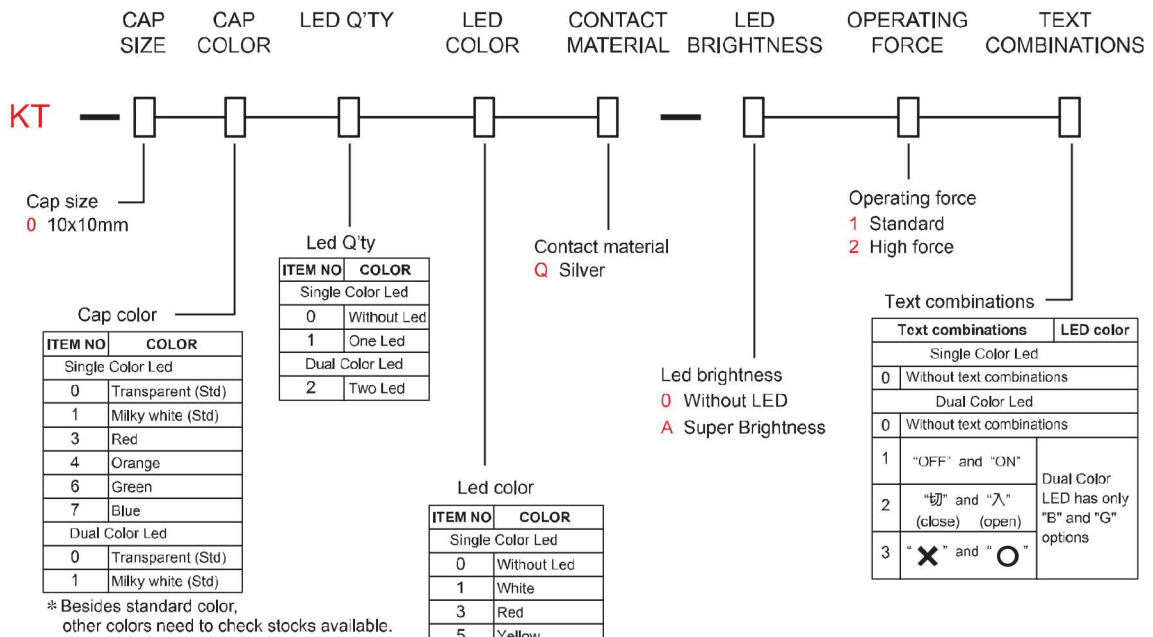 CAP SIZE
CAP COLOR
LED Q'TY
LED COLOR
CONTACT MATERIAL
LED BRIGHTNESS
OPERATING FORCE
TEXT COMBINATIONS
KT
Cap size
0 10x10mm
Cap color
ITEM NO COLOR
Single Color Led
0 Transparent (Std)
1 Milky white (Std)
3 Red
4 Orange
6 Green
7 Blue
Dual Color Led
0 Transparent (Std)
1 Milky white (Std)
* Besides standard color,
other colors need to check stocks available.
Led Q'ty
ITEM NO COLOR
Single Color Led
0 Without Led
1 One Led
Dual Color Led
2 Two Led
Led color
ITEM NO COLOR
Single Color Led
0 Without Led
1 White
3 Red
5 Yellow
Contact material
Q Silver
Led brightness
0 Without LED
A Super Brightness
Operating force
1 Standard
2 High force
Text combinations
Text combinations LED color
Single Color Led
0 Without text combinations
Dual Color Led
0 Without text combinations
1 "OFF" and "ON"
2 "切" and "入"
(close) (open)
3 "✕" and "○"
Dual Color
LED has only
"B" and "G"
options